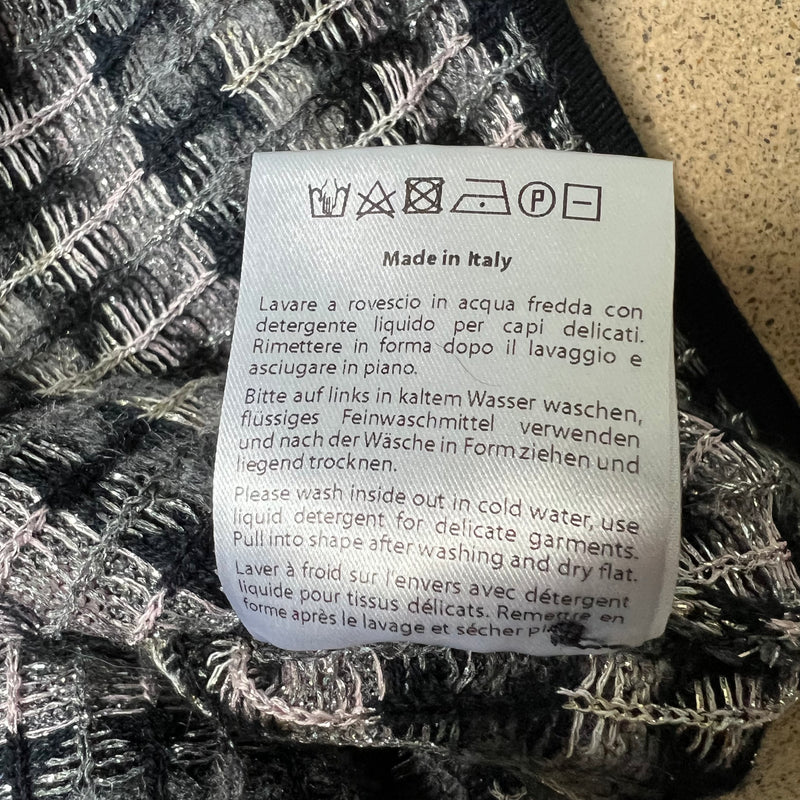 P
Made in Italy
Lavare a rovescio in acqua fredda con
detergente liquido per capi delicati.
Rimettere in forma dopo il lavaggio e
asciugare in piano.
Bitte auf links in kaltem Wasser waschen,
flüssiges Feinwaschmittel verwenden
und nach der Wäsche in Form ziehen und
liegend trocknen.
Please wash inside out in cold water, use
liquid detergent for delicate garments.
Pull into shape after washing and dry flat.
Laver à froid sur l'envers avec détergent
liquide pour tissus délicats. Remettre en
forme après le lavage et sécher